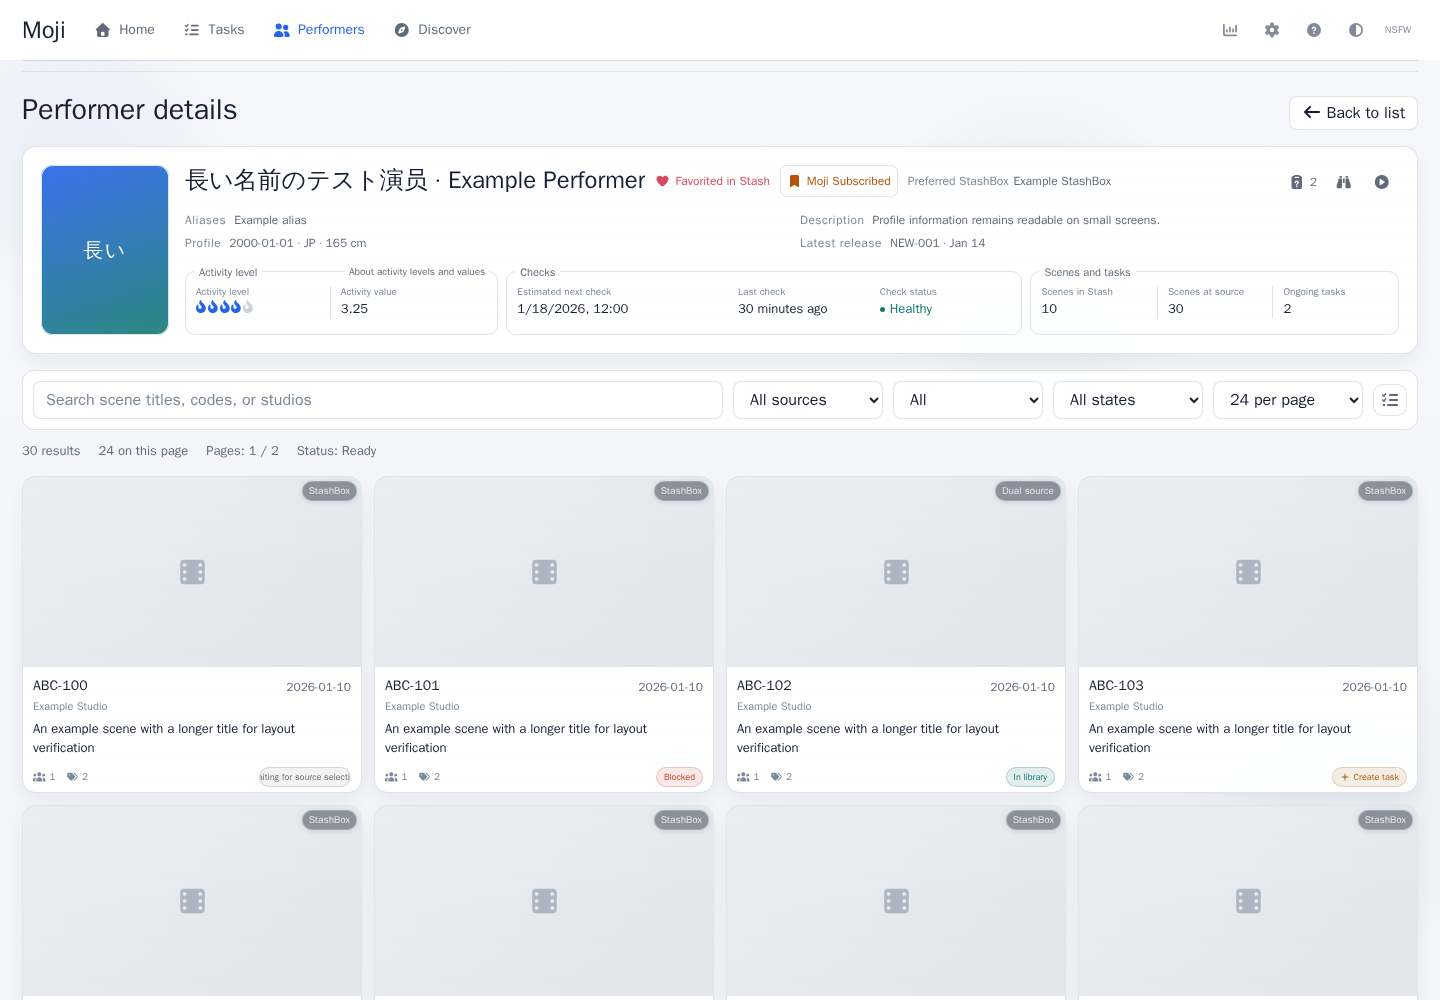 Moji
Home
Tasks
Performers
Discover
NSFW
Performer details
Back to list
長い
長い名前のテスト演员 · Example Performer
Favorited in Stash
Moji Subscribed
Preferred StashBox Example StashBox
2
Aliases Example alias
Description Profile information remains readable on small screens.
Profile 2000-01-01 · JP · 165 cm
Latest release NEW-001 · Jan 14
Activity level
About activity levels and values
Activity level
Activity value
3.25
Checks
Estimated next check
1/18/2026, 12:00
Last check
30 minutes ago
Check status
Healthy
Scenes and tasks
Scenes in Stash
10
Scenes at source
30
Ongoing tasks
2
Search scene titles, codes, or studios
All sources
All
All states
24 per page
30 results
24 on this page
Pages: 1 / 2
Status: Ready
StashBox
ABC-100
2026-01-10
Example Studio
An example scene with a longer title for layout
verification
1
2
iting for source selecti
StashBox
ABC-101
2026-01-10
Example Studio
An example scene with a longer title for layout
verification
1
2
Blocked
Dual source
ABC-102
2026-01-10
Example Studio
An example scene with a longer title for layout
verification
1
2
In library
StashBox
ABC-103
2026-01-10
Example Studio
An example scene with a longer title for layout
verification
1
2
+ Create task
StashBox
StashBox
StashBox
StashBox